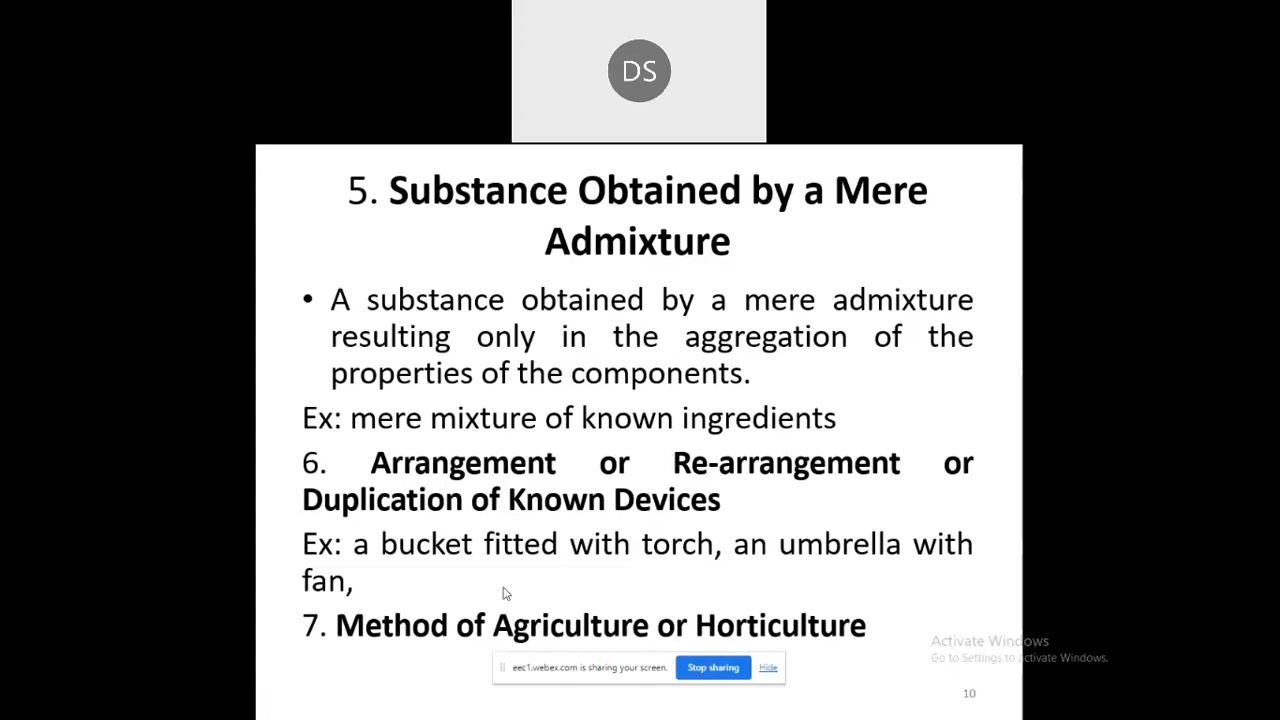 DS
5. Substance Obtained by a Mere
Admixture
• A substance obtained by a mere admixture
resulting only in the aggregation of the
properties of the components.
Ex: mere mixture of known ingredients
6. Arrangement or Re-arrangement or
Duplication of Known Devices
Ex: a bucket fitted with torch, an umbrella with
fan,
7. Method of Agriculture or Horticulture
Activate Windows
Go to Settings to activate Windows.
eec1.webex.com is sharing your screen. Stop sharing Hide
10